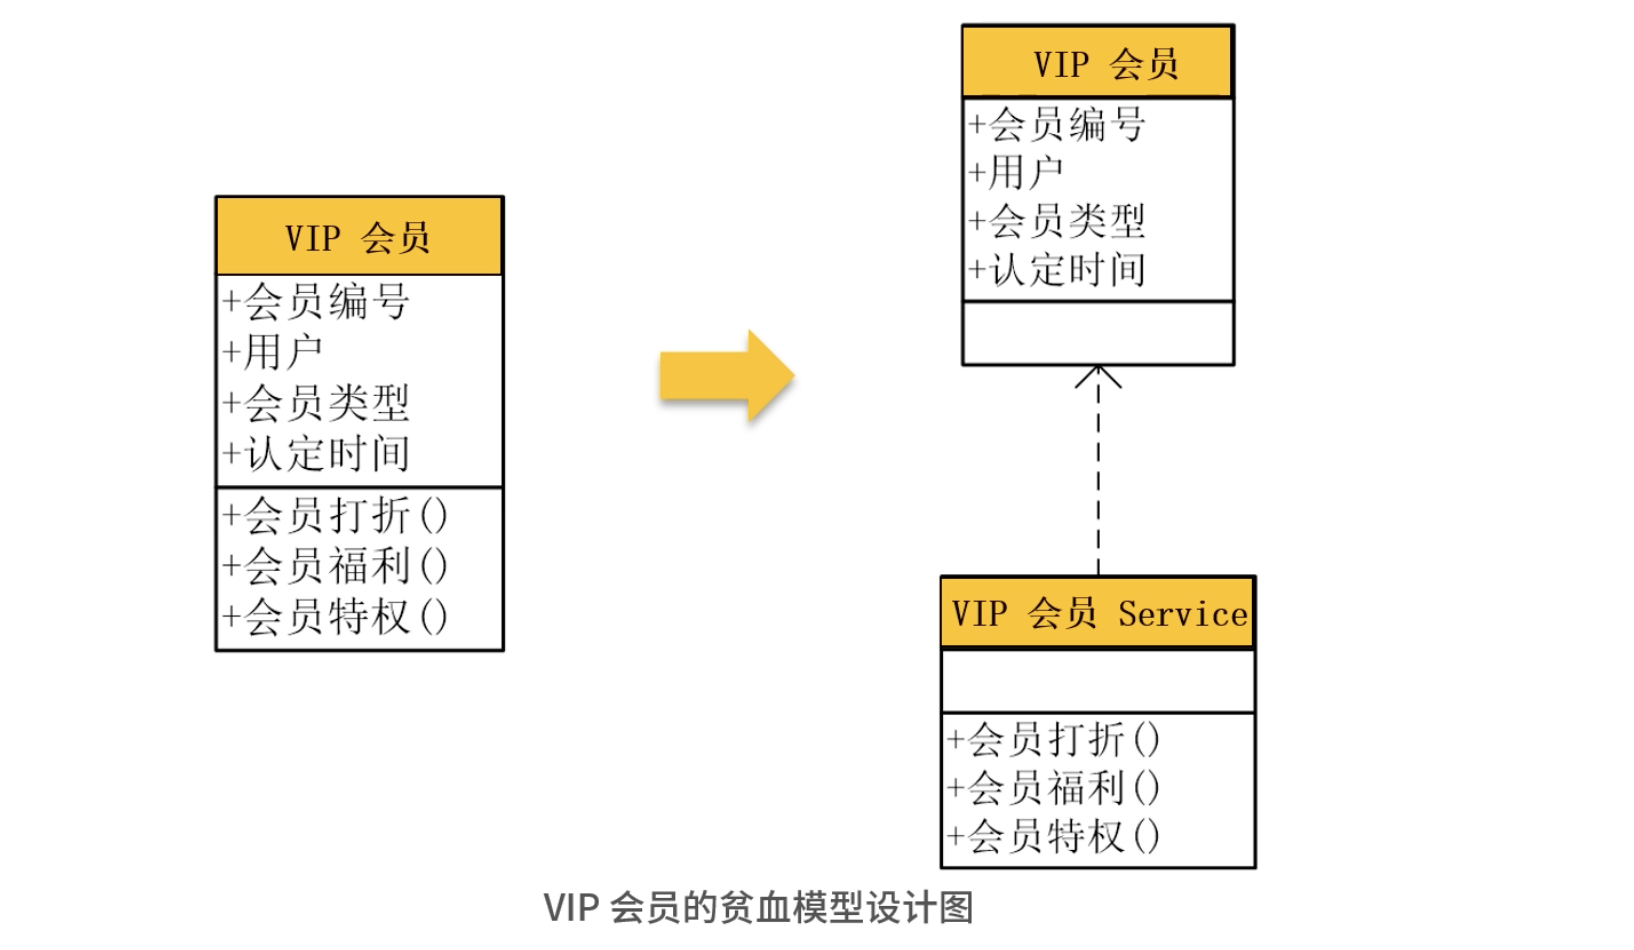 VIP 会员
+会员编号
+用户
+会员类型
+认定时间
+会员打折()
+会员福利()
+会员特权()
VIP 会员
+会员编号
+用户
+会员类型
+认定时间
VIP 会员 Service
+会员打折()
+会员福利()
+会员特权()
VIP 会员的贫血模型设计图